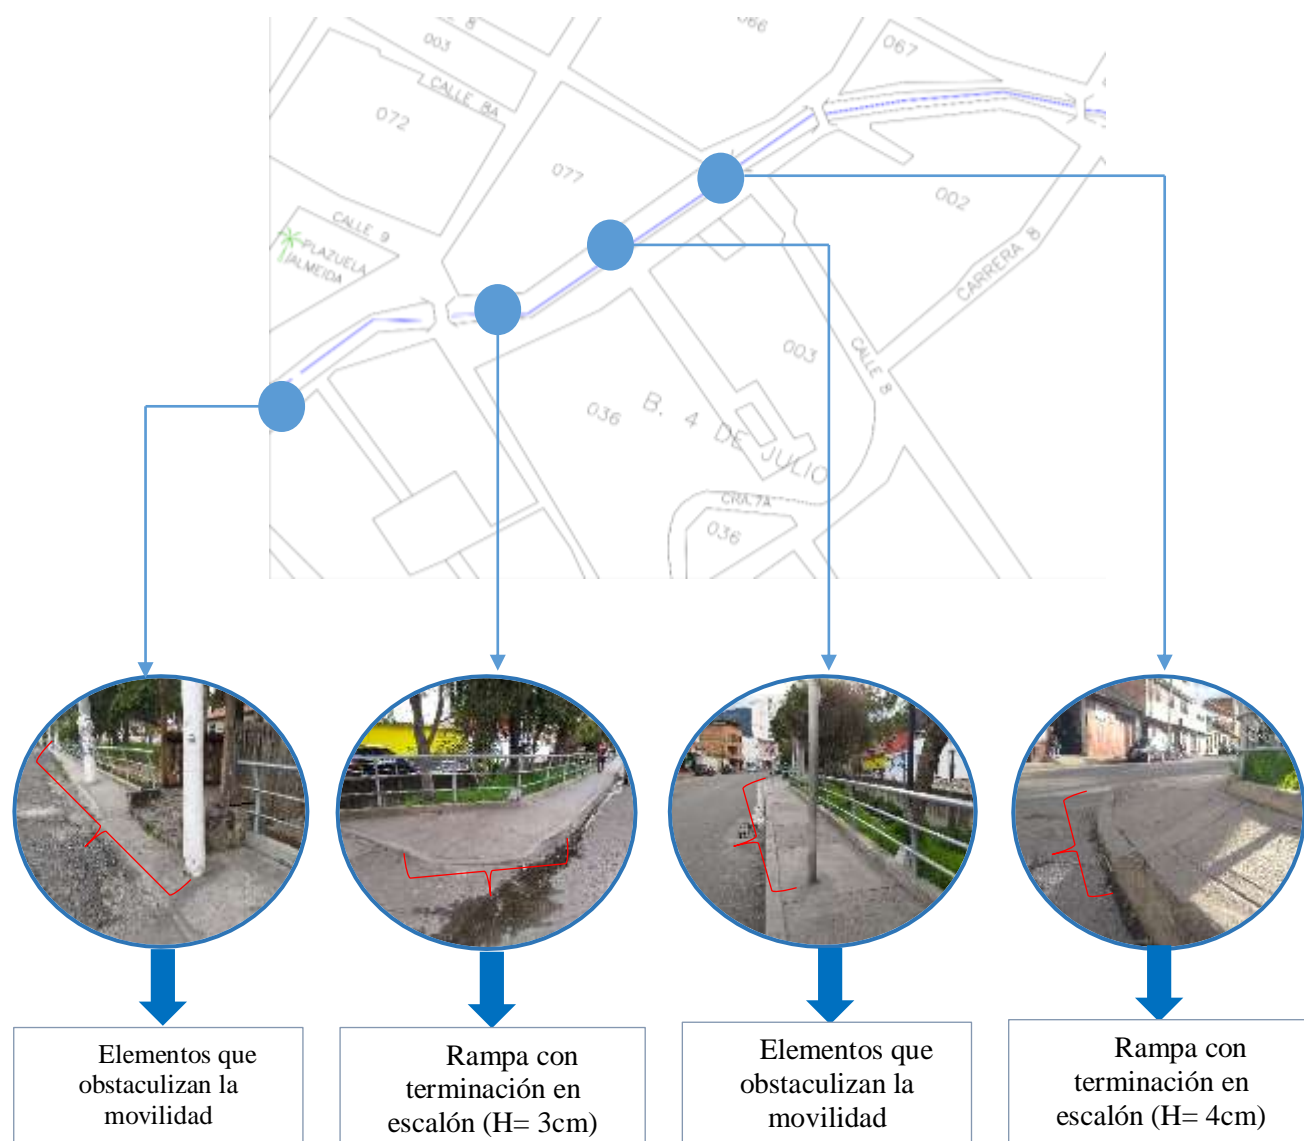 8
003
066
067
CALLE 8A
072
077
002
CALLE 9
PLAZUELA
ALMEIDA
CARRERA 8
003
CALLE 8
036
B. 4 DE JULIO
CRA.7A
036
Elementos que
obstaculizan la
movilidad
Rampa con
terminación en
escalón (H= 3cm)
Elementos que
obstaculizan la
movilidad
Rampa con
terminación en
escalón (H= 4cm)